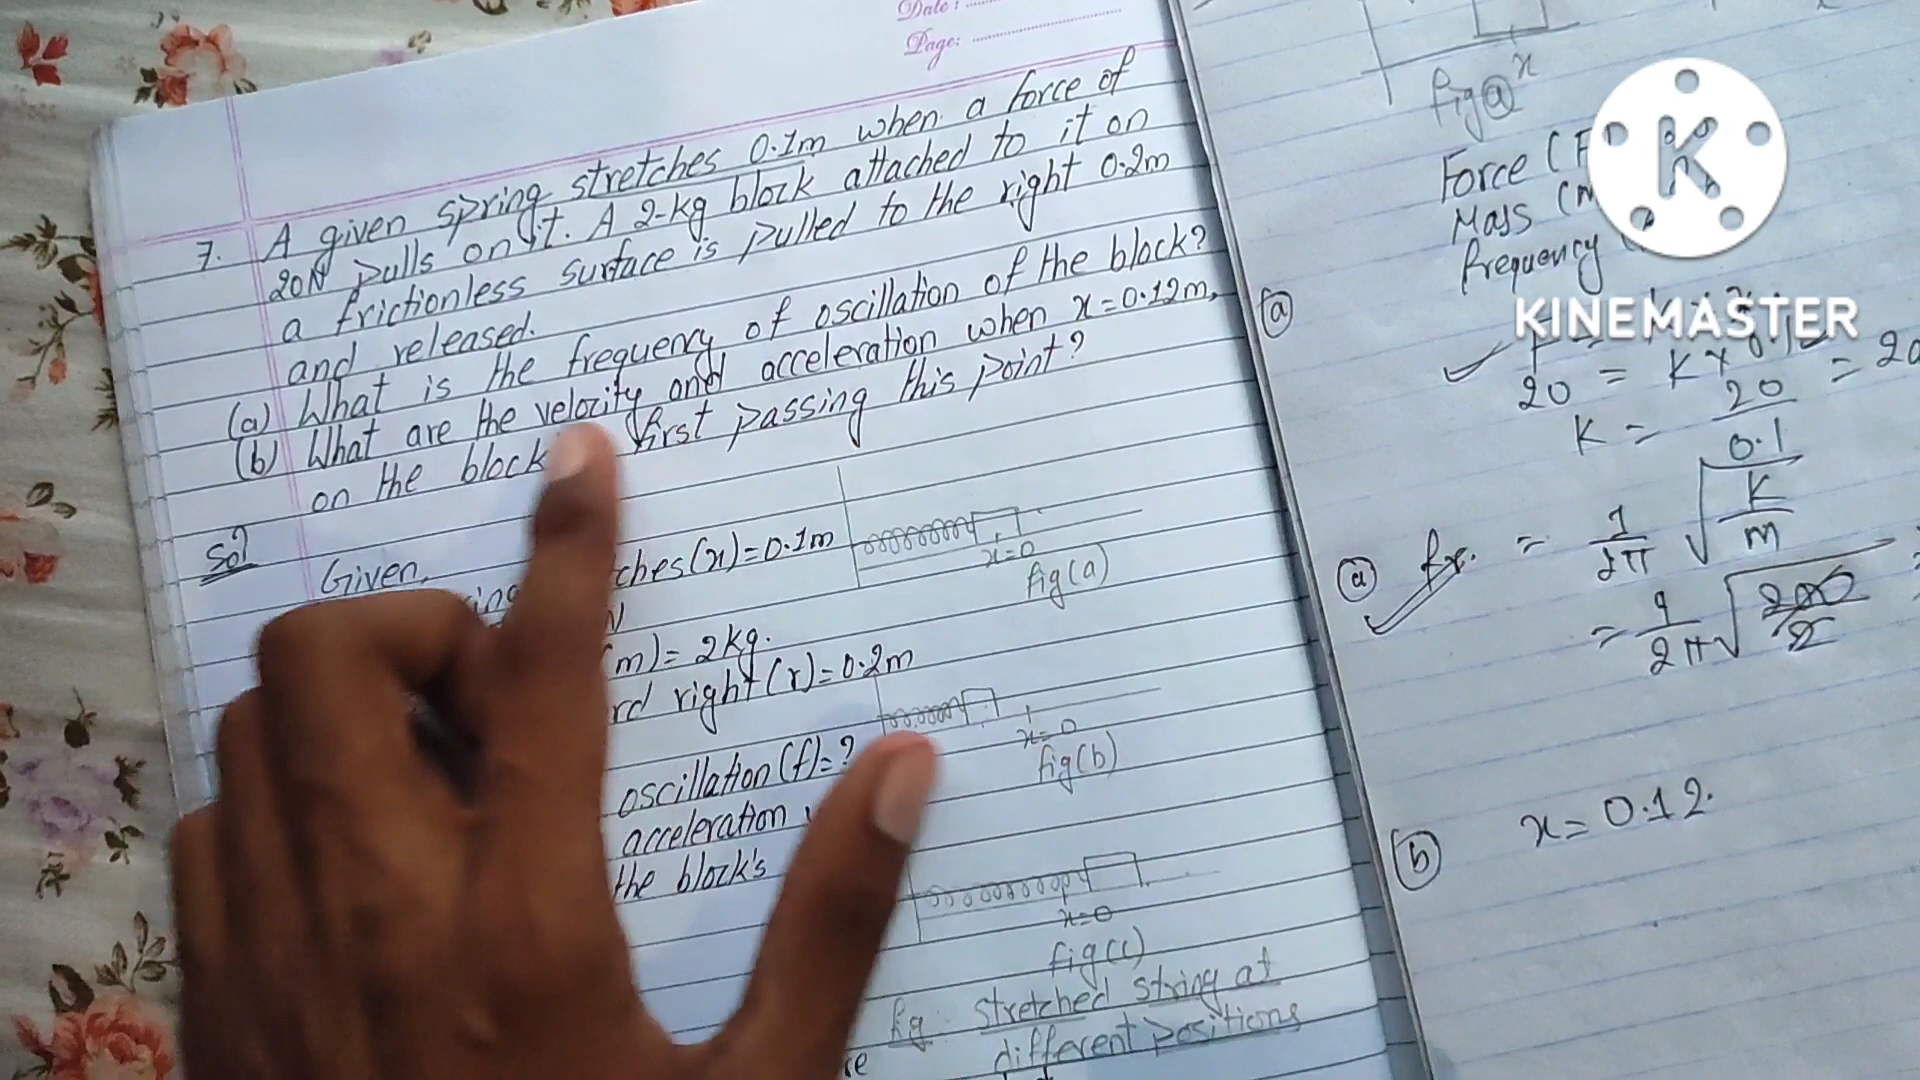 Date:
Page:
7. A given spring stretches 0.1m when a force of
20N pulls on it. A 2-kg block attached to it on
a frictionless surface is pulled to the right 0.2m
and released.
(a) What is the frequency of oscillation of the block?
(b) What are the velocity and acceleration when x=0.12m,
on the block first passing this point?
Given,
ches(x)=0.1m
x=0
fig(a)
m)= 2kg.
rd right(r)=0.2m
x=0
fig(b)
oscillation(f)=?
acceleration
the block's
x=0
fig(c)
fig: stretched string at
different positions
fig(a) x
Force (F
Mass (m
frequency
KINEMASTER
(a)
20 = K×0.1
K = 20/0.1 = 20
(a) fr. = 1/2π √K/m
= 1/2π √200/2
(b) x=0.12.